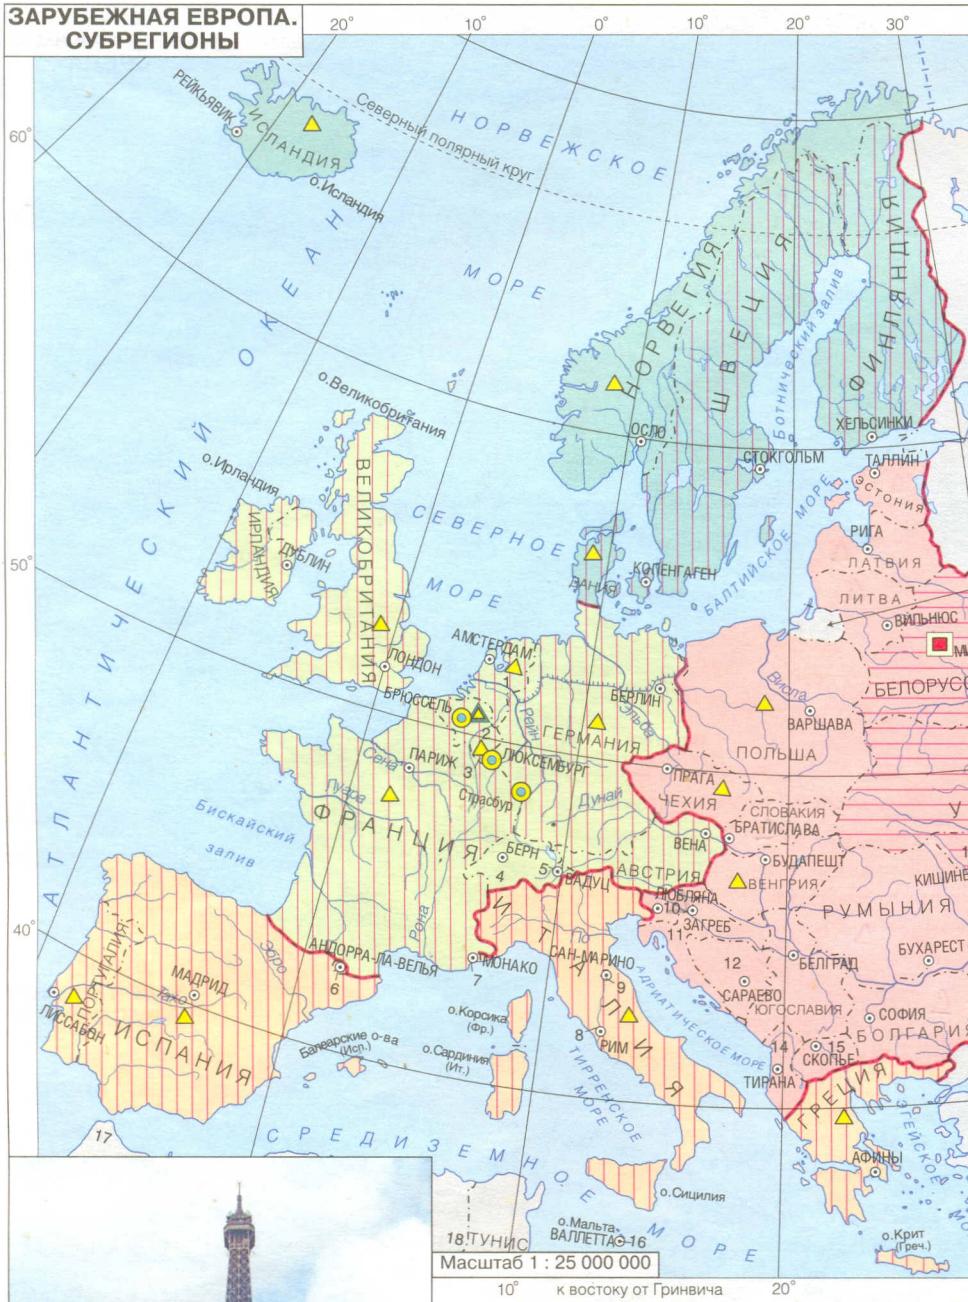 ЗАРУБЕЖНАЯ ЕВРОПА.
СУБРЕГИОНЫ
20°
10°
0°
10°
20°
30°
60°
50°
40°
РЕЙКЬЯВИК
ИСЛАНДИЯ
о.Исландия
Северный полярный круг
НОРВЕЖСКОЕ
МОРЕ
АТЛАНТИЧЕСКИЙ ОКЕАН
НОРВЕГИЯ
ШВЕЦИЯ
ФИНЛЯНДИЯ
Ботнический залив
ОСЛО
СТОКГОЛЬМ
ХЕЛЬСИНКИ
ТАЛЛИН
ЭСТОНИЯ
РИГА
ЛАТВИЯ
ЛИТВА
ВИЛЬНЮС
БАЛТИЙСКОЕ МОРЕ
о.Великобритания
о.Ирландия
ВЕЛИКОБРИТАНИЯ
ИРЛАНДИЯ
ДУБЛИН
ЛОНДОН
СЕВЕРНОЕ
МОРЕ
ДАНИЯ
КОПЕНГАГЕН
АМСТЕРДАМ
1
БРЮССЕЛЬ
2
БЕРЛИН
Рейн
Эльба
ГЕРМАНИЯ
ПАРИЖ
3
ЛЮКСЕМБУРГ
Сена
Луара
Страсбург
Дунай
ФРАНЦИЯ
Бискайский
залив
Рона
БЕРН
4
5
ВАДУЦ
АВСТРИЯ
ВЕНА
Висла
ВАРШАВА
ПОЛЬША
БЕЛОРУСС
МИ
ПРАГА
ЧЕХИЯ
СЛОВАКИЯ
БРАТИСЛАВА
БУДАПЕШТ
ВЕНГРИЯ
У
1
КИШИНЕ
РУМЫНИЯ
БУХАРЕСТ
ЛЮБЛЯНА
10
ЗАГРЕБ
11
12
САРАЕВО
БЕЛГРАД
ЮГОСЛАВИЯ
СОФИЯ
БОЛГАРИЯ
14
15
СКОПЬЕ
ТИРАНА
ГРЕЦИЯ
АФИНЫ
ЭГЕЙСКОЕ
МО
о.Крит
(Греч.)
ПОРТУГАЛИЯ
ЛИССАБОН
МАДРИД
Тахо
Эбро
ИСПАНИЯ
АНДОРРА-ЛА-ВЕЛЬЯ
6
МОНАКО
7
ИТАЛИЯ
По
САН-МАРИНО
9
8
РИМ
АДРИАТИЧЕСКОЕ МОРЕ
ТИРРЕНСКОЕ
МОРЕ
о.Корсика
(Фр.)
о.Сардиния
(Ит.)
Балеарские о-ва
(Исп.)
о.Сицилия
о.Мальта
ВАЛЛЕТТА
16
СРЕДИЗЕМНОЕ МОРЕ
17
18
ТУНИС
Масштаб 1 : 25 000 000
10°
к востоку от Гринвича
20°